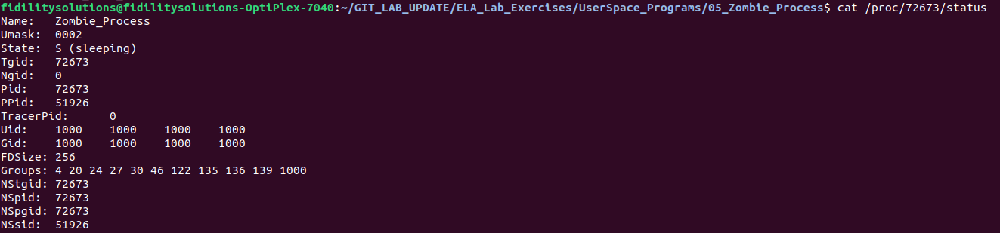 fidilitysolutions@fidilitysolutions-OptiPlex-7040:~/GIT_LAB_UPDATE/ELA_Lab_Exercises/UserSpace_Programs/05_Zombie_Process$ cat /proc/72673/status
Name:   Zombie_Process
Umask:  0002
State:  S (sleeping)
Tgid:   72673
Ngid:   0
Pid:    72673
PPid:   51926
TracerPid:      0
Uid:    1000    1000    1000    1000
Gid:    1000    1000    1000    1000
FDSize: 256
Groups: 4 20 24 27 30 46 122 135 136 139 1000
NStgid: 72673
NSpid:  72673
NSpgid: 72673
NSsid:  51926